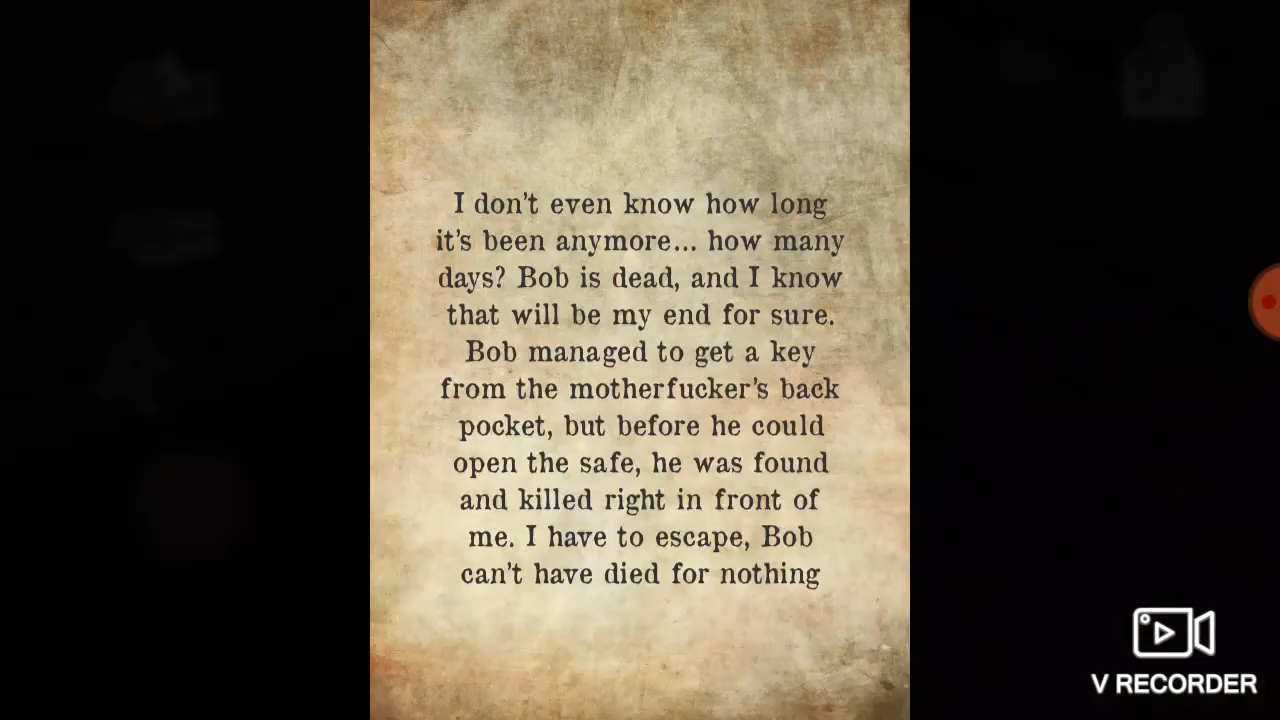 I don't even know how long
it's been anymore... how many
days? Bob is dead, and I know
that will be my end for sure.
Bob managed to get a key
from the motherfucker's back
pocket, but before he could
open the safe, he was found
and killed right in front of
me. I have to escape, Bob
can't have died for nothing
V RECORDER